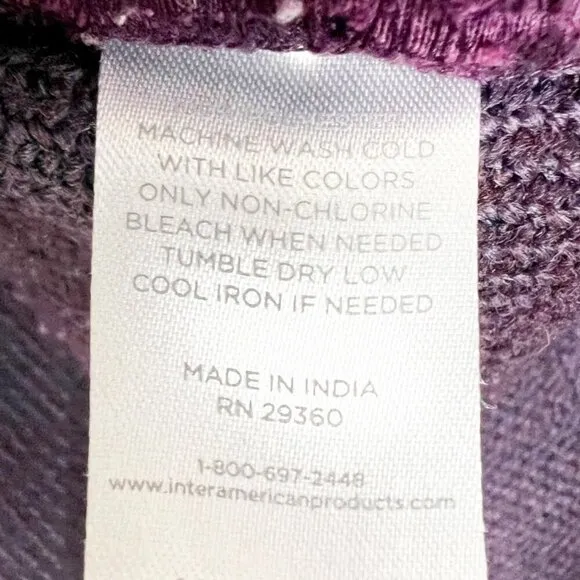 MACHINE WASH COLD
WITH LIKE COLORS
ONLY NON-CHLORINE
BLEACH WHEN NEEDED
TUMBLE DRY LOW
COOL IRON IF NEEDED
MADE IN INDIA
RN 29360
1-800-697-2448
www.interamericanproducts.com